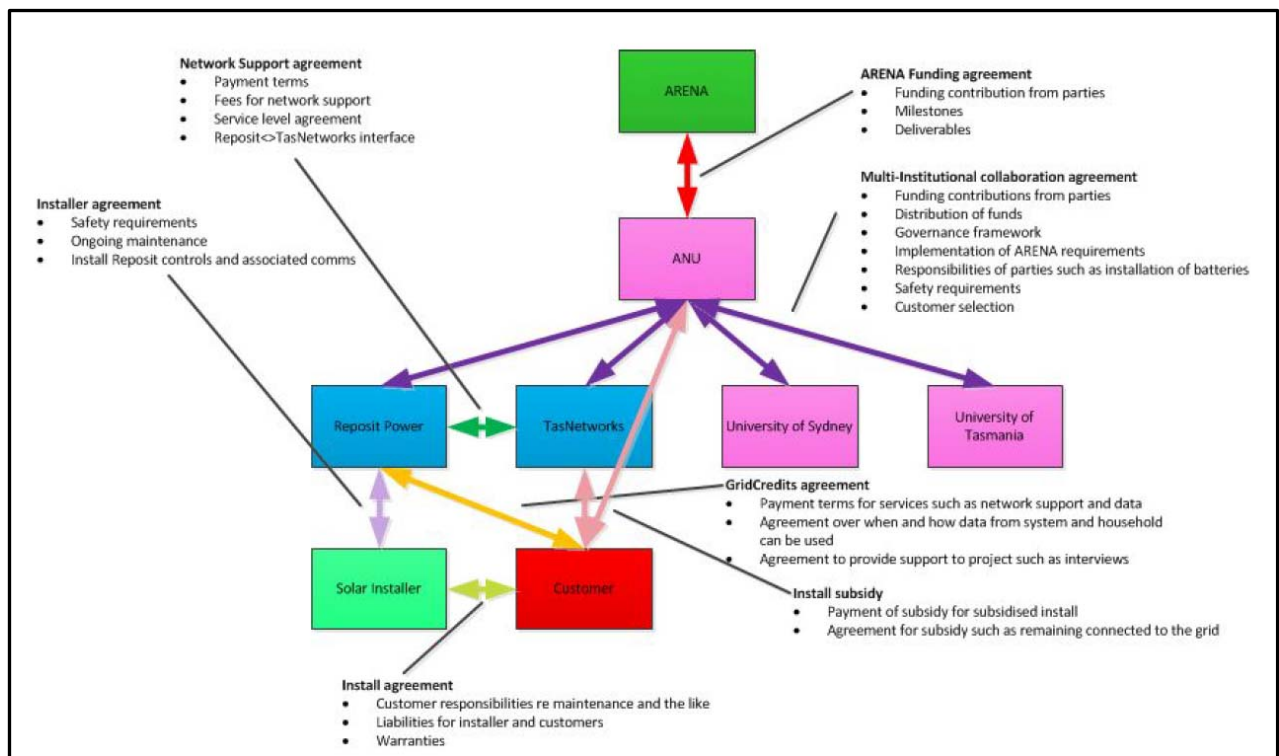 Network Support agreement
• Payment terms
• Fees for network support
• Service level agreement
• Reposit<>TasNetworks interface
ARENA
ARENA Funding agreement
• Funding contribution from parties
• Milestones
• Deliverables
Multi-Institutional collaboration agreement
• Funding contributions from parties
• Distribution of funds
• Governance framework
• Implementation of ARENA requirements
• Responsibilities of parties such as installation of batteries
• Safety requirements
• Customer selection
Installer agreement
• Safety requirements
• Ongoing maintenance
• Install Reposit controls and associated comms
ANU
Reposit Power
TasNetworks
University of Sydney
University of
Tasmania
GridCredits agreement
• Payment terms for services such as network support and data
• Agreement over when and how data from system and household
can be used
• Agreement to provide support to project such as interviews
Solar Installer
Customer
Install subsidy
• Payment of subsidy for subsidised install
• Agreement for subsidy such as remaining connected to the grid
Install agreement
• Customer responsibilities re maintenance and the like
• Liabilities for installer and customers
• Warranties